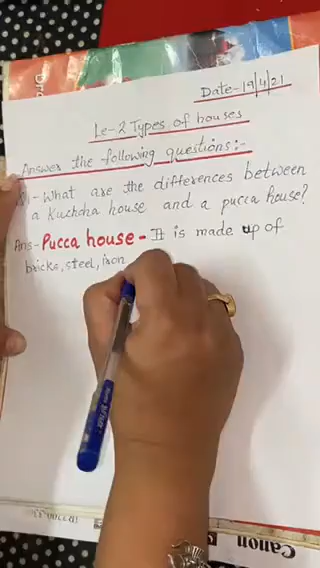 Date-19/4/21
Le-2 Types of houses
Answer the following questions:-
Q1-What are the differences between
a Kuchcha house and a pucca house?
Ans-Pucca house- It is made up of
bricks, steel, iron
Canon